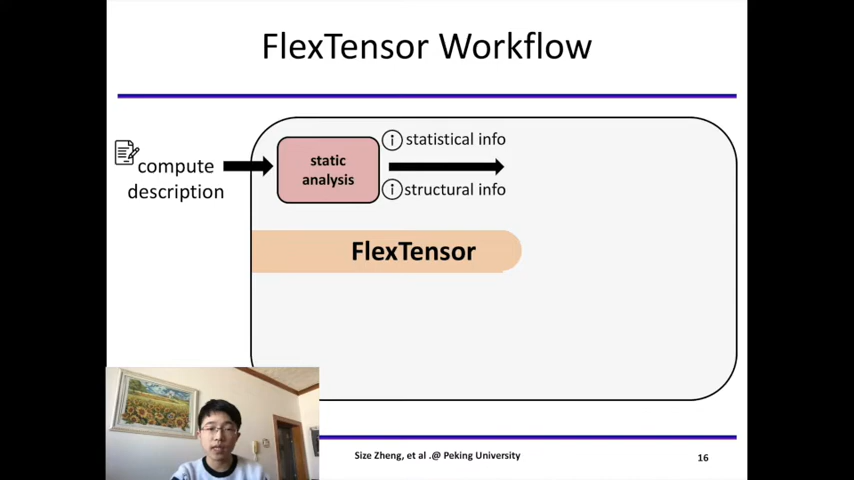 FlexTensor Workflow
statistical info
compute
description
static
analysis
structural info
FlexTensor
Size Zheng, et al .@ Peking University
16